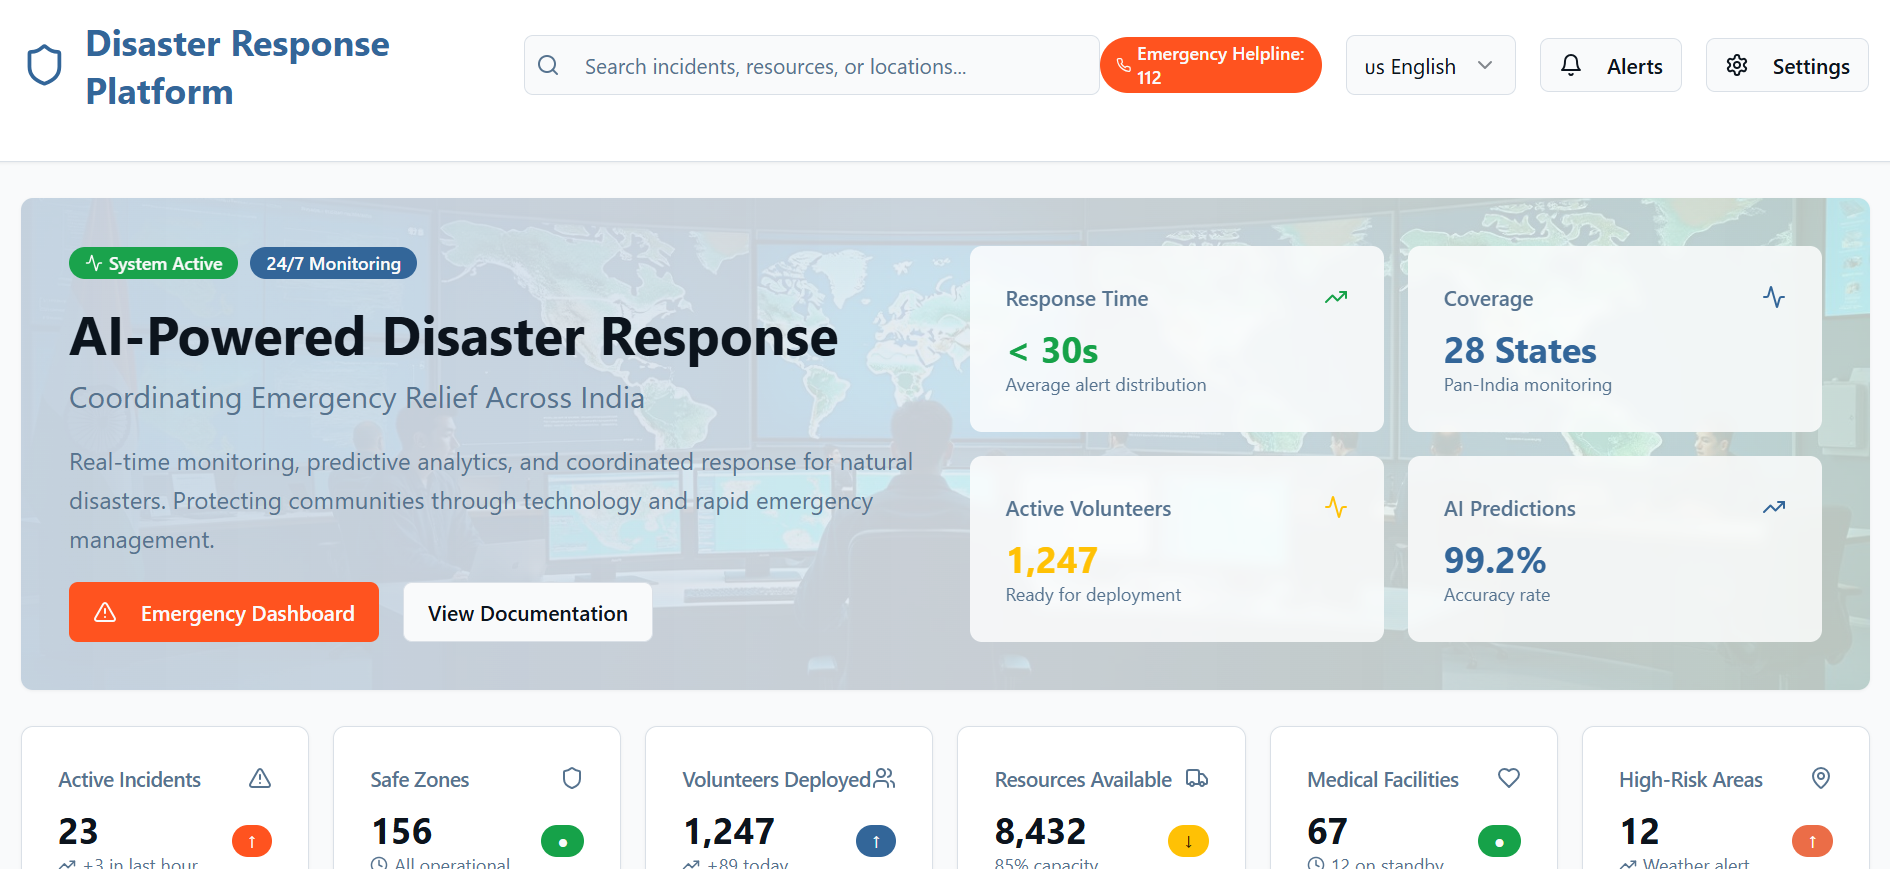 Disaster Response
Platform
Search incidents, resources, or locations...
Emergency Helpline:
112
us English
Alerts
Settings
System Active
24/7 Monitoring
AI-Powered Disaster Response
Coordinating Emergency Relief Across India
Real-time monitoring, predictive analytics, and coordinated response for natural
disasters. Protecting communities through technology and rapid emergency
management.
Emergency Dashboard
View Documentation
Response Time
< 30s
Average alert distribution
Coverage
28 States
Pan-India monitoring
Active Volunteers
1,247
Ready for deployment
AI Predictions
99.2%
Accuracy rate
Active Incidents
23
↑
+3 in last hour
Safe Zones
156
All operational
Volunteers Deployed
1,247
↑
+89 today
Resources Available
8,432
↓
85% capacity
Medical Facilities
67
12 on standby
High-Risk Areas
12
↑
Weather alert